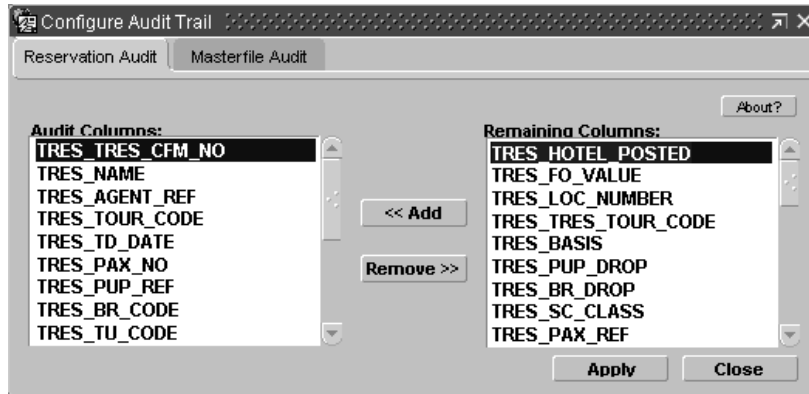 Configure Audit Trail
Reservation Audit
Masterfile Audit
About?
Audit Columns:
TRES_TRES_CFM_NO
TRES_NAME
TRES_AGENT_REF
TRES_TOUR_CODE
TRES_TD_DATE
TRES_PAX_NO
TRES_PUP_REF
TRES_BR_CODE
TRES_TU_CODE
<< Add
Remove >>
Remaining Columns:
TRES_HOTEL_POSTED
TRES_FO_VALUE
TRES_LOC_NUMBER
TRES_TRES_TOUR_CODE
TRES_BASIS
TRES_PUP_DROP
TRES_BR_DROP
TRES_SC_CLASS
TRES_PAX_REF
Apply
Close